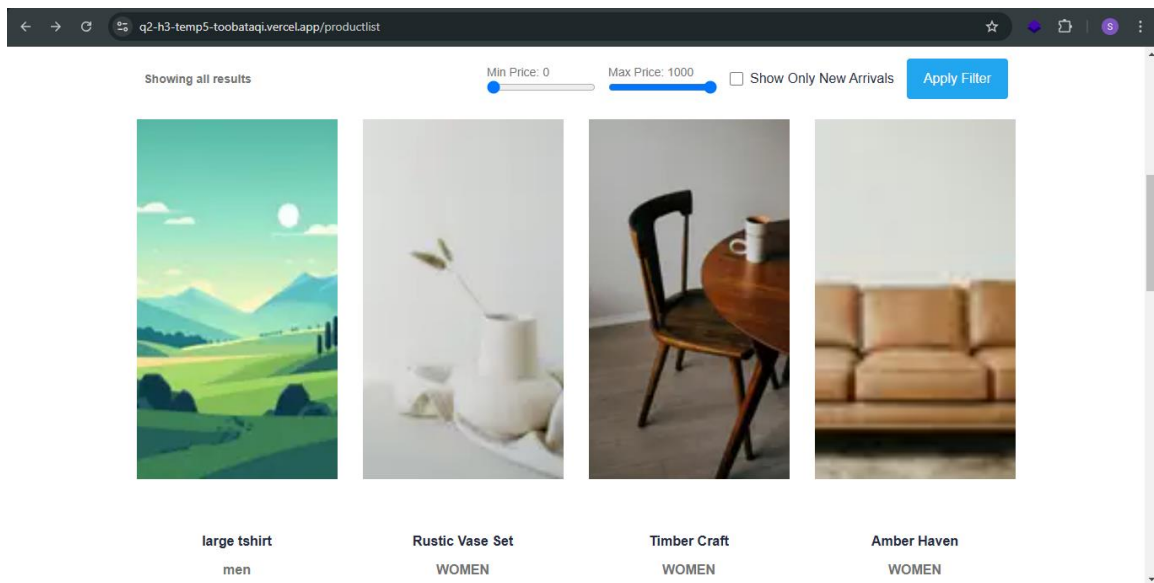 q2-h3-temp5-toobataqi.vercel.app/productlist
S
Showing all results
Min Price: 0
Max Price: 1000
Show Only New Arrivals
Apply Filter
large tshirt
Rustic Vase Set
Timber Craft
Amber Haven
men
WOMEN
WOMEN
WOMEN